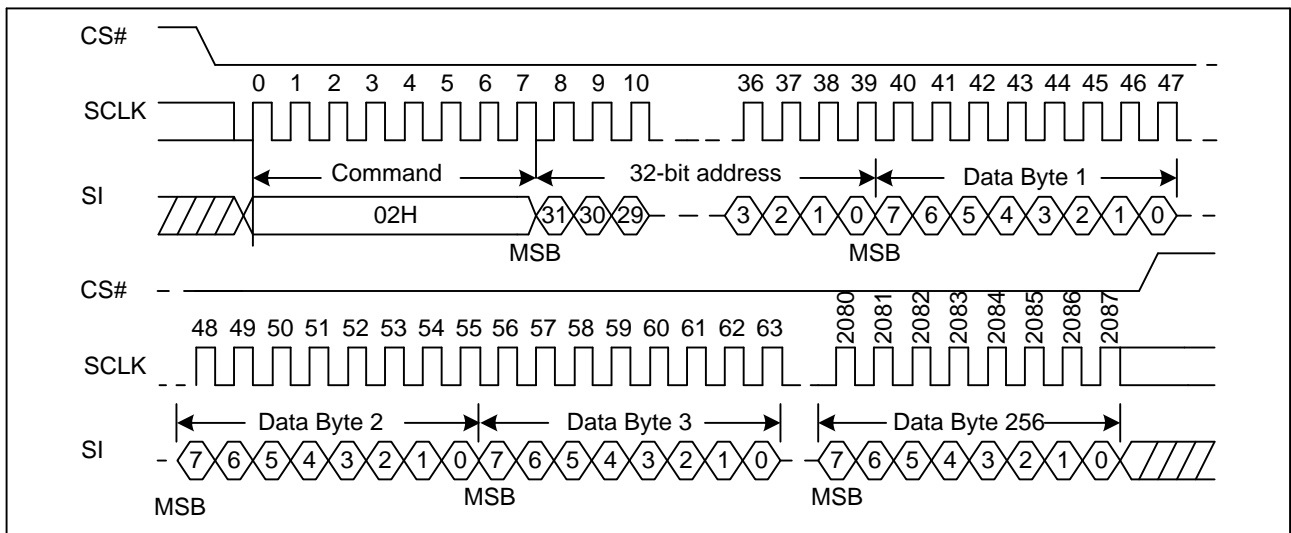 CS#
0 1 2 3 4 5 6 7 8 9 10 36 37 38 39 40 41 42 43 44 45 46 47
SCLK
Command 32-bit address Data Byte 1
SI
02H 31 30 29 3 2 1 0 7 6 5 4 3 2 1 0
MSB MSB
CS#
48 49 50 51 52 53 54 55 56 57 58 59 60 61 62 63 2080 2081 2082 2083 2084 2085 2086 2087
SCLK
Data Byte 2 Data Byte 3 Data Byte 256
SI
7 6 5 4 3 2 1 0 7 6 5 4 3 2 1 0 7 6 5 4 3 2 1 0
MSB MSB MSB